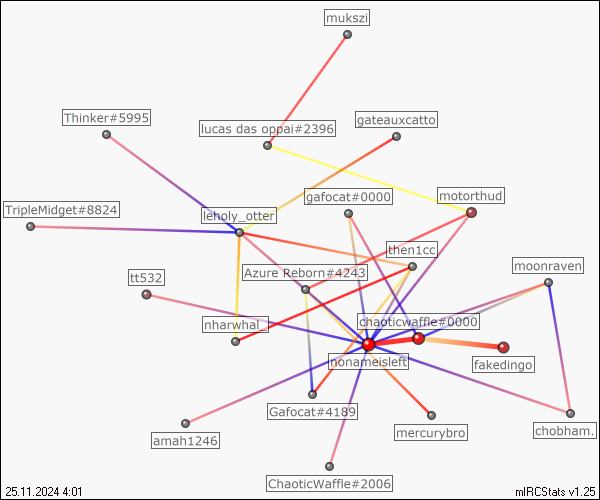 mukszi
Thinker#5995
gateauxcatto
lucas das oppai#2396
gafocat#0000
motorthud
TripleMidget#8824
leholy_otter
then1cc
moonraven
Azure Reborn#4243
tt532
chaoticwaffle#0000
nharwhal_
nonameisleft
fakedingo
Gafocat#4189
mercurybro
chobham.
amah1246
ChaoticWaffle#2006
25.11.2024 4:01
mIRCStats v1.25